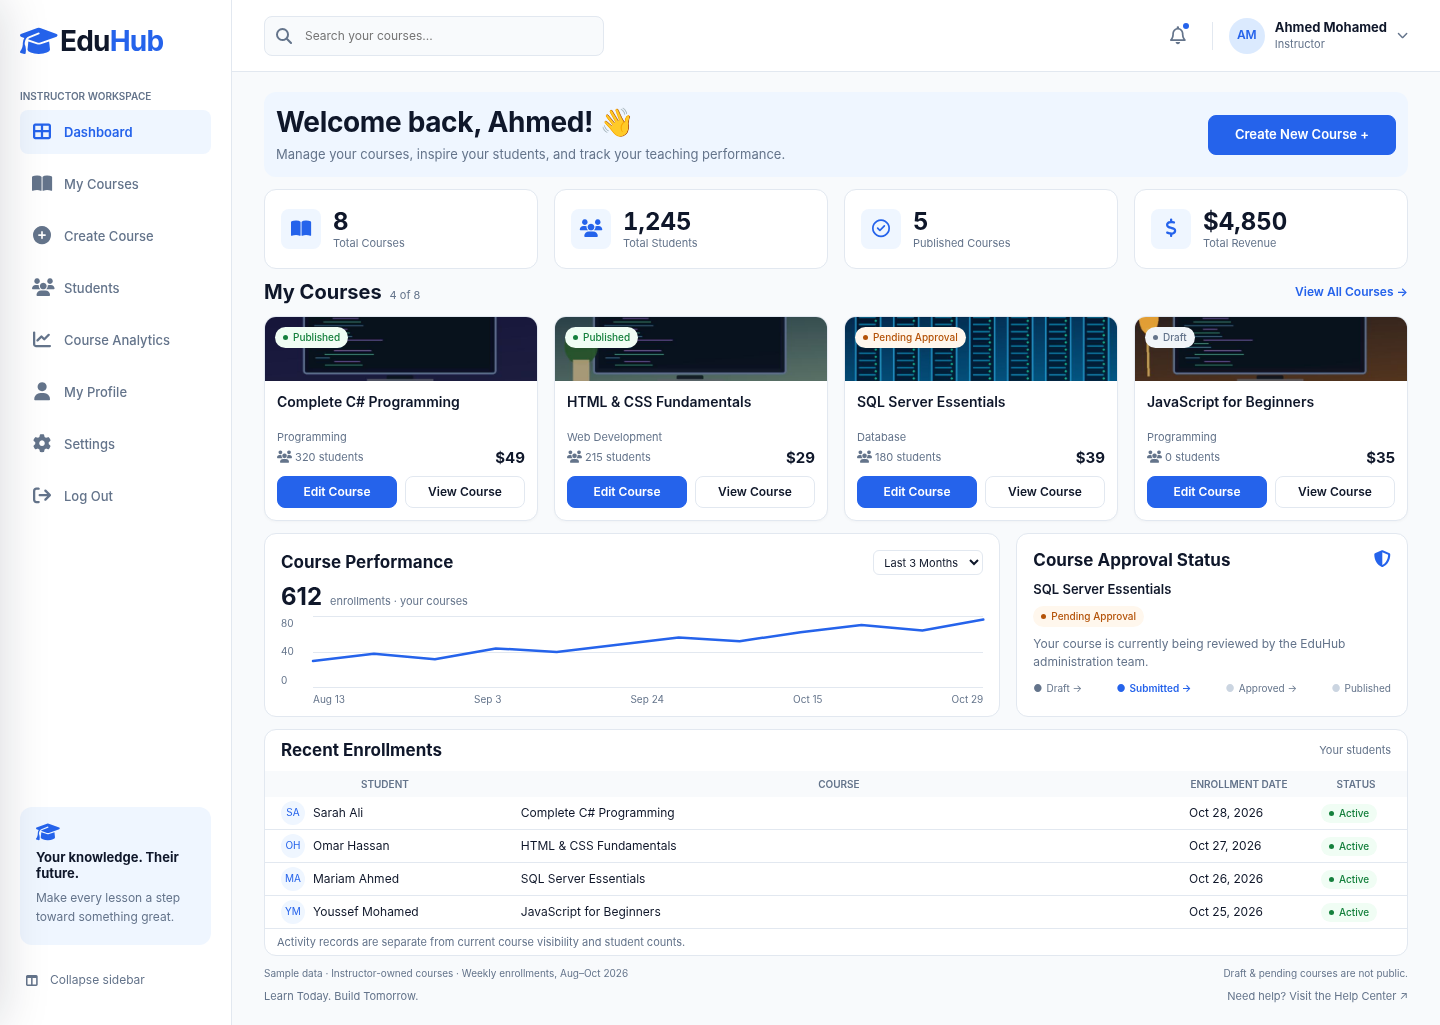 EduHub
INSTRUCTOR WORKSPACE
Dashboard
My Courses
Create Course
Students
Course Analytics
My Profile
Settings
Log Out
Your knowledge. Their
future.
Make every lesson a step
toward something great.
Collapse sidebar
Search your courses...
AM
Ahmed Mohamed
Instructor
Welcome back, Ahmed! 👋
Manage your courses, inspire your students, and track your teaching performance.
Create New Course +
8
Total Courses
1,245
Total Students
5
Published Courses
$4,850
Total Revenue
My Courses 4 of 8
View All Courses →
Published
Complete C# Programming
Programming
320 students $49
Edit Course View Course
Published
HTML & CSS Fundamentals
Web Development
215 students $29
Edit Course View Course
Pending Approval
SQL Server Essentials
Database
180 students $39
Edit Course View Course
Draft
JavaScript for Beginners
Programming
0 students $35
Edit Course View Course
Course Performance
Last 3 Months
612 enrollments · your courses
80
40
0
Aug 13 Sep 3 Sep 24 Oct 15 Oct 29
Course Approval Status
SQL Server Essentials
Pending Approval
Your course is currently being reviewed by the EduHub
administration team.
Draft → Submitted → Approved → Published
Recent Enrollments
Your students
STUDENT COURSE ENROLLMENT DATE STATUS
SA Sarah Ali Complete C# Programming Oct 28, 2026 Active
OH Omar Hassan HTML & CSS Fundamentals Oct 27, 2026 Active
MA Mariam Ahmed SQL Server Essentials Oct 26, 2026 Active
YM Youssef Mohamed JavaScript for Beginners Oct 25, 2026 Active
Activity records are separate from current course visibility and student counts.
Sample data · Instructor-owned courses · Weekly enrollments, Aug–Oct 2026
Draft & pending courses are not public.
Learn Today. Build Tomorrow.
Need help? Visit the Help Center ↗